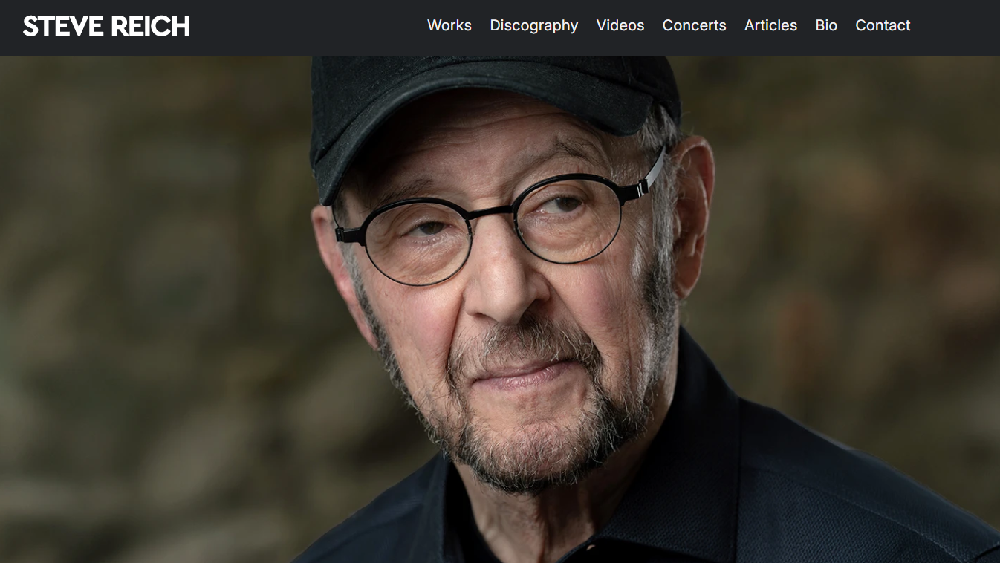 STEVE REICH
Works Discography Videos Concerts Articles Bio Contact